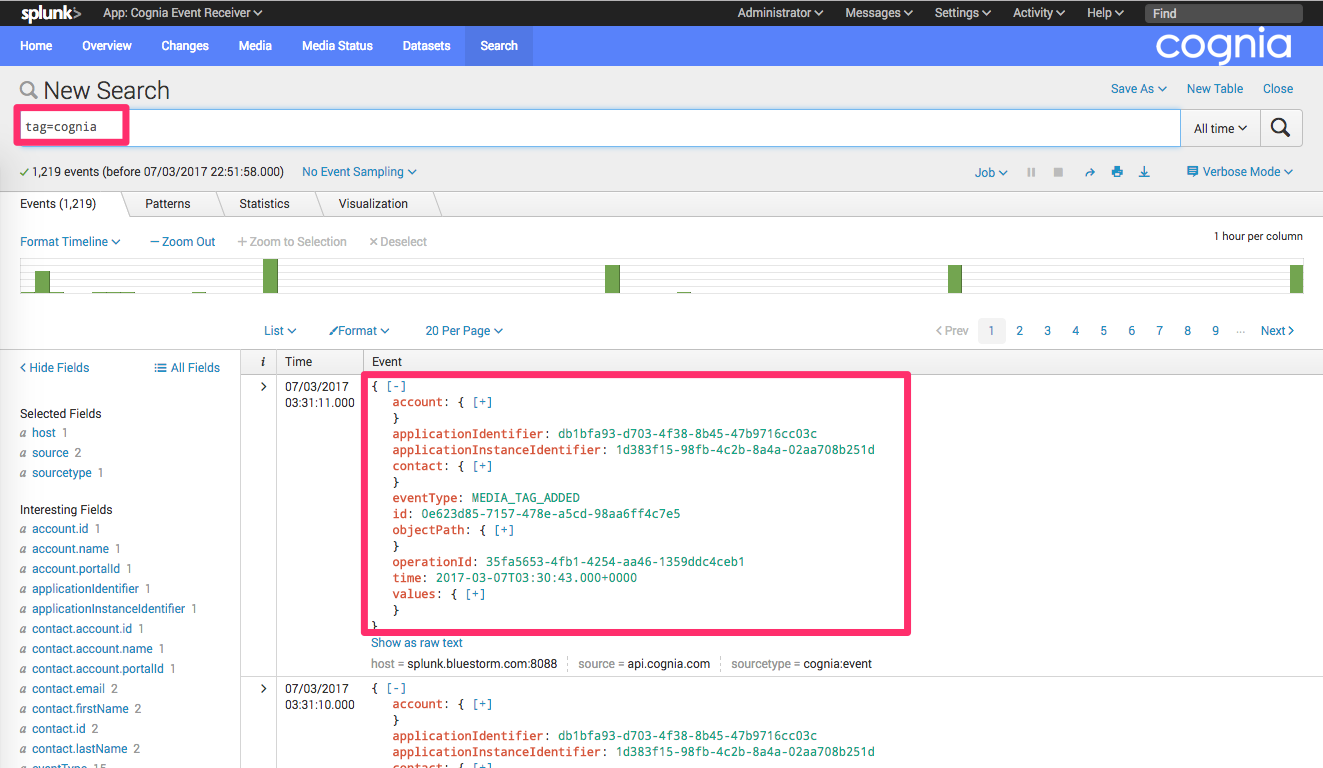 splunk> App: Cognia Event Receiver Administrator Messages Settings Activity Help Find
Home Overview Changes Media Media Status Datasets Search cognia
New Search Save As New Table Close
tag=cognia All time
1,219 events (before 07/03/2017 22:51:58.000) No Event Sampling Job Verbose Mode
Events (1,219) Patterns Statistics Visualization
Format Timeline — Zoom Out + Zoom to Selection × Deselect 1 hour per column
List Format 20 Per Page < Prev 1 2 3 4 5 6 7 8 9 ... Next >
< Hide Fields All Fields
i Time Event
Selected Fields
a host 1
a source 2
a sourcetype 1
Interesting Fields
a account.id 1
a account.name 1
a account.portalId 1
a applicationIdentifier 1
a applicationInstanceIdentifier 1
a contact.account.id 1
a contact.account.name 1
a contact.account.portalId 1
a contact.email 2
a contact.firstName 2
a contact.id 2
a contact.lastName 2
a eventType 15
> 07/03/2017
03:31:11.000
{ [-]
account: { [+]
}
applicationIdentifier: db1bfa93-d703-4f38-8b45-47b9716cc03c
applicationInstanceIdentifier: 1d383f15-98fb-4c2b-8a4a-02aa708b251d
contact: { [+]
}
eventType: MEDIA_TAG_ADDED
id: 0e623d85-7157-478e-a5cd-98aa6ff4c7e5
objectPath: { [+]
}
operationId: 35fa5653-4fb1-4254-aa46-1359ddc4ceb1
time: 2017-03-07T03:30:43.000+0000
values: { [+]
}
}
Show as raw text
host = splunk.bluestorm.com:8088 source = api.cognia.com sourcetype = cognia:event
> 07/03/2017
03:31:10.000
{ [-]
account: { [+]
}
applicationIdentifier: db1bfa93-d703-4f38-8b45-47b9716cc03c
applicationInstanceIdentifier: 1d383f15-98fb-4c2b-8a4a-02aa708b251d
contact: { [+]